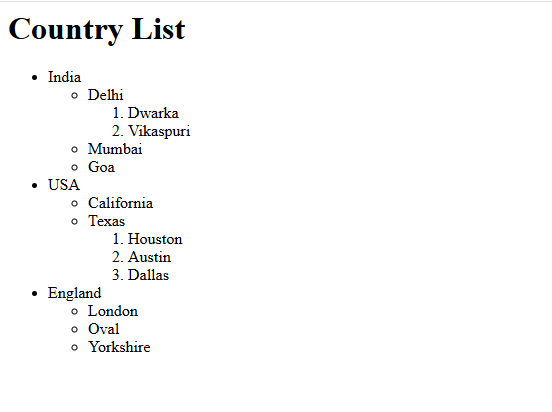 Country List
• India
◦ Delhi
1. Dwarka
2. Vikaspuri
◦ Mumbai
◦ Goa
• USA
◦ California
◦ Texas
1. Houston
2. Austin
3. Dallas
• England
◦ London
◦ Oval
◦ Yorkshire